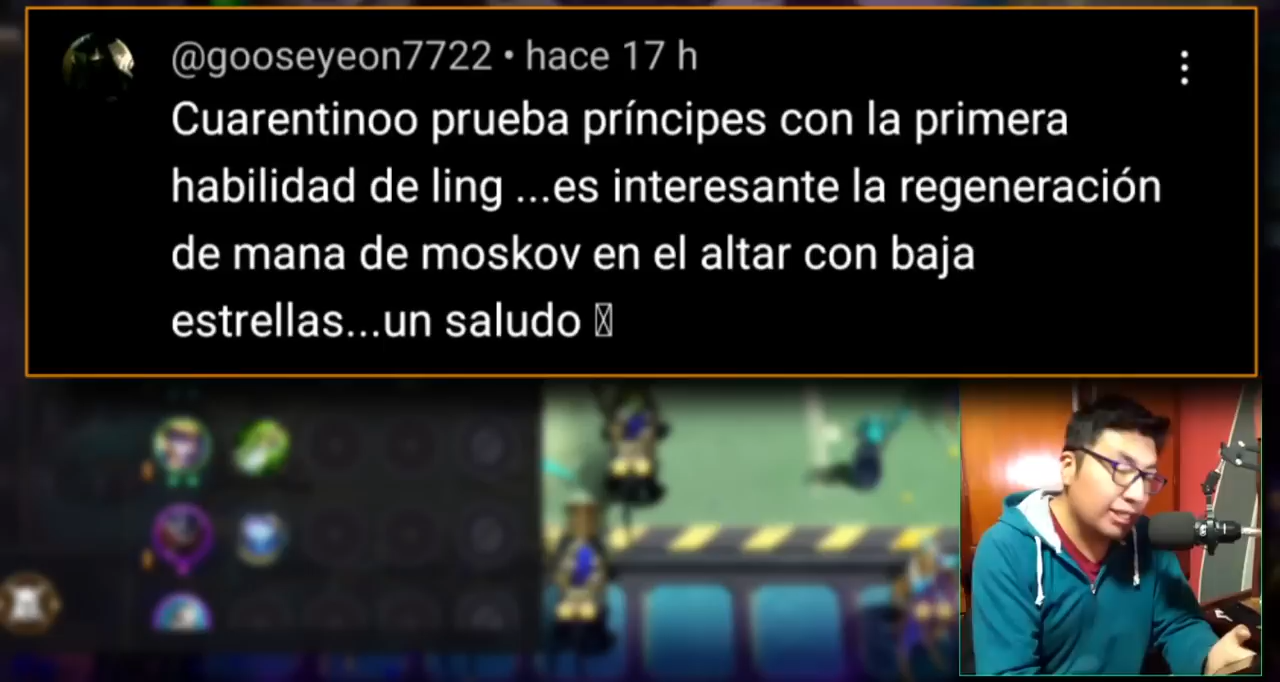 @gooseyeon7722 • hace 17 h
Cuarentinoo prueba príncipes con la primera
habilidad de ling ...es interesante la regeneración
de mana de moskov en el altar con baja
estrellas...un saludo